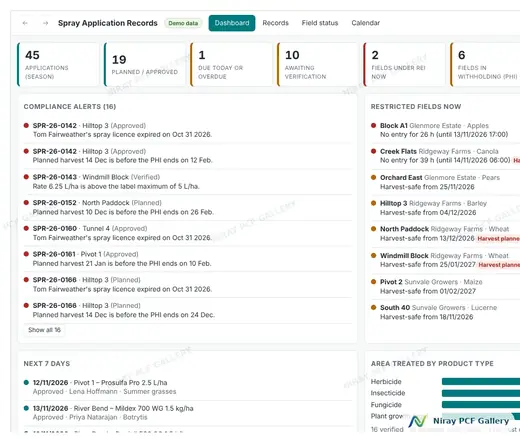 ← → Spray Application Records Demo data Dashboard Records Field status Calendar
45
APPLICATIONS
(SEASON)
19
PLANNED / APPROVED
1
DUE TODAY OR
OVERDUE
10
AWAITING
VERIFICATION
2
FIELDS UNDER REI
NOW
6
FIELDS IN
WITHHOLDING (PHI)
COMPLIANCE ALERTS (16)
SPR-26-0142 · Hilltop 3 (Approved)
Tom Fairweather's spray licence expired on Oct 31 2026.
SPR-26-0142 · Hilltop 3 (Approved)
Planned harvest 14 Dec is before the PHI ends on 12 Feb.
SPR-26-0143 · Windmill Block (Verified)
Rate 6.25 L/ha is above the label maximum of 5 L/ha.
SPR-26-0152 · North Paddock (Planned)
Planned harvest 10 Dec is before the PHI ends on 26 Feb.
SPR-26-0160 · Tunnel 4 (Approved)
Tom Fairweather's spray licence expired on Oct 31 2026.
SPR-26-0161 · Pivot 1 (Approved)
Planned harvest 21 Jan is before the PHI ends on 10 Feb.
SPR-26-0166 · Hilltop 3 (Planned)
Tom Fairweather's spray licence expired on Oct 31 2026.
SPR-26-0166 · Hilltop 3 (Planned)
Planned harvest 14 Dec is before the PHI ends on 24 Dec.
Show all 16
RESTRICTED FIELDS NOW
Block A1 Glenmore Estate · Apples
No entry for 26 h (until 13/11/2026 17:00)
Creek Flats Ridgeway Farms · Canola
No entry for 39 h (until 14/11/2026 06:00) Ha
Orchard East Glenmore Estate · Pears
Harvest-safe from 25/11/2026
Hilltop 3 Ridgeway Farms · Barley
Harvest-safe from 04/12/2026
North Paddock Ridgeway Farms · Wheat
Harvest-safe from 13/12/2026 Harvest planne
Windmill Block Ridgeway Farms · Wheat
Harvest-safe from 25/01/2027 Harvest planne
Pivot 2 Sunvale Growers · Maize
Harvest-safe from 01/02/2027
South 40 Sunvale Growers · Lucerne
Harvest-safe from 18/11/2026
NEXT 7 DAYS
12/11/2026 · Pivot 1 – Prosulfa Pro 2.5 L/ha
Approved · Lena Hoffmann · Summer grasses
13/11/2026 · River Bend – Mildex 700 WG 1.5 kg/ha
Approved · Priya Natarajan · Botrytis
AREA TREATED BY PRODUCT TYPE
Herbicide
Insecticide
Fungicide
Plant grow
16 verified
Niray PCF Gallery